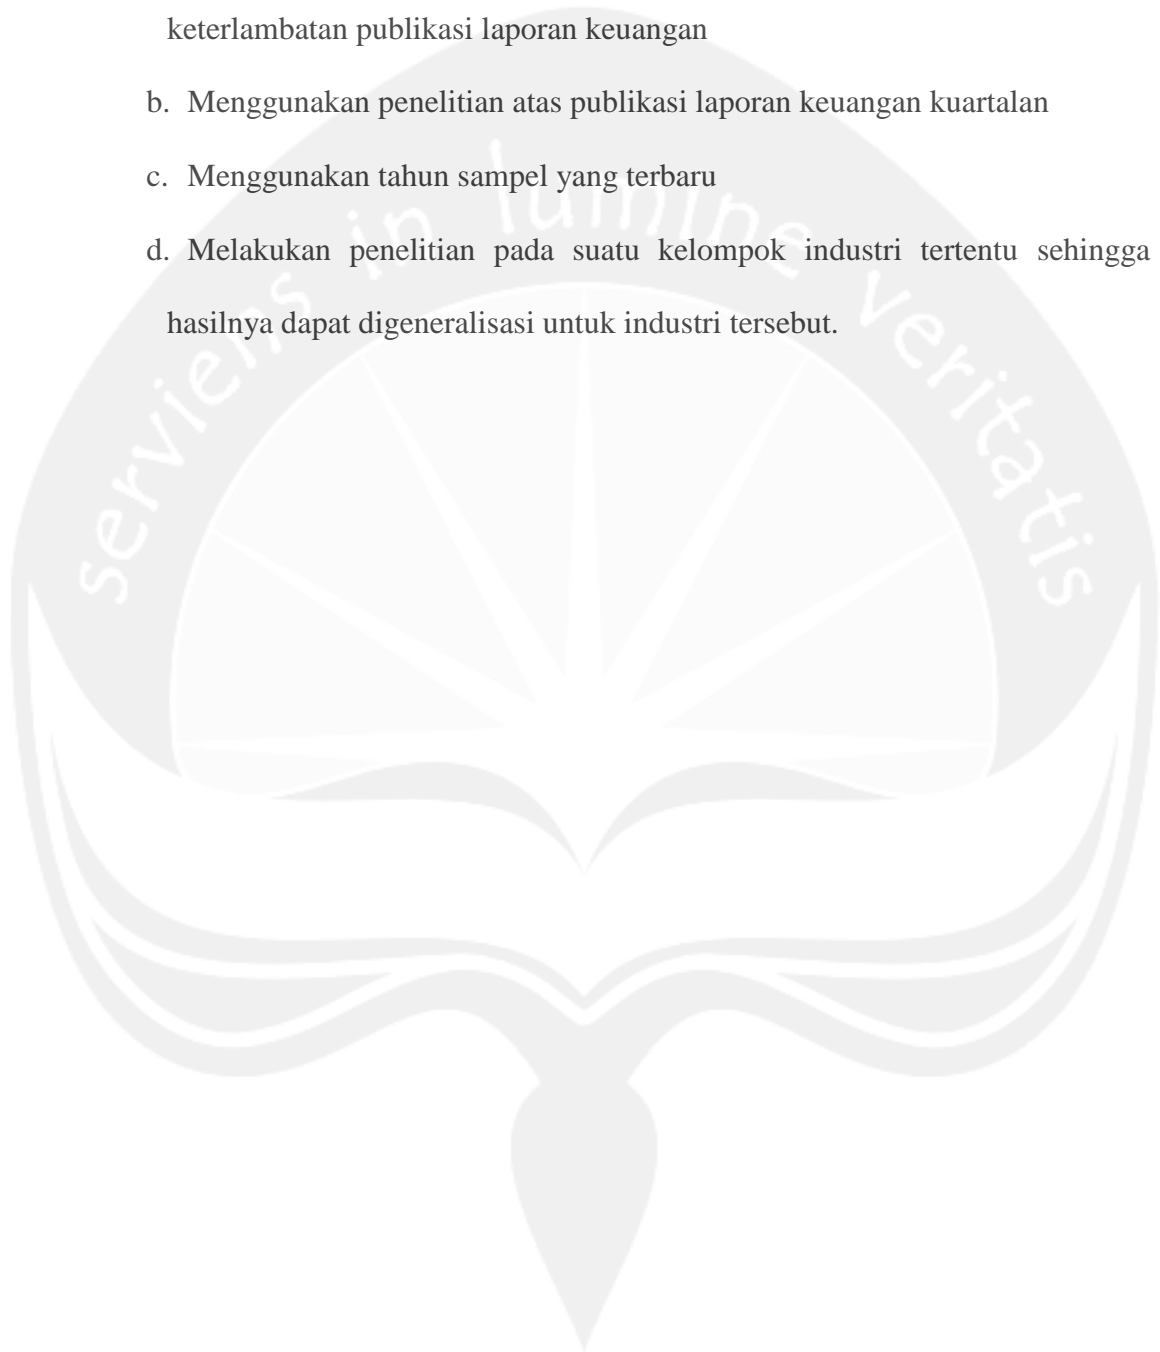 keterlambatan publikasi laporan keuangan
b. Menggunakan penelitian atas publikasi laporan keuangan kuartalan
c. Menggunakan tahun sampel yang terbaru
d. Melakukan penelitian pada suatu kelompok industri tertentu sehingga
hasilnya dapat digeneralisasi untuk industri tersebut.
serviens in lumine veritatis